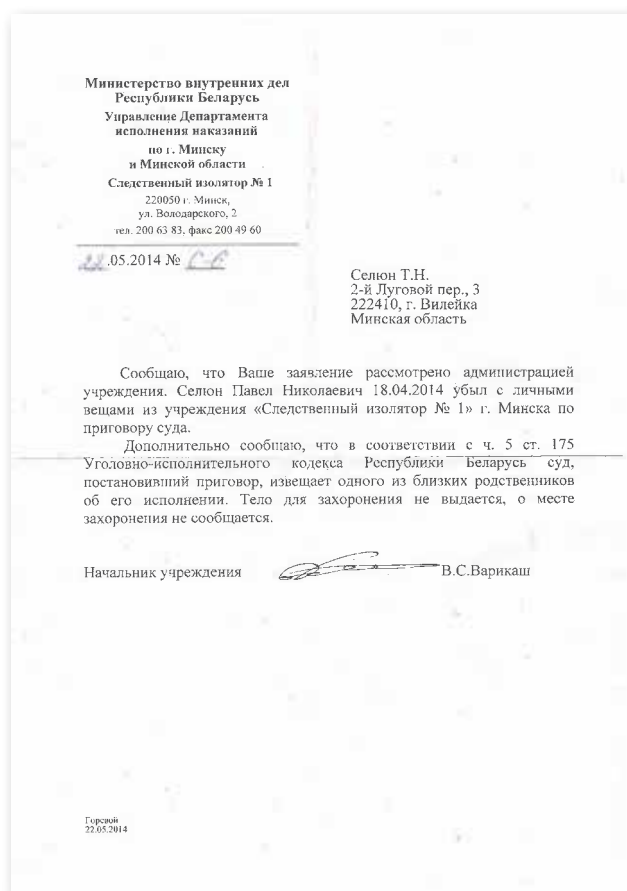 Министерство внутренних дел
Республики Беларусь
Управление Департамента
исполнения наказаний
по г. Минску
и Минской области
Следственный изолятор № 1
220050 г. Минск,
ул. Володарского, 2
тел. 200 63 83, факс 200 49 60
22.05.2014 № С-6
Селюн Т.Н.
2-й Луговой пер., 3
222410, г. Вилейка
Минская область
Сообщаю, что Ваше заявление рассмотрено администрацией
учреждения. Селюн Павел Николаевич 18.04.2014 убыл с личными
вещами из учреждения «Следственный изолятор № 1» г. Минска по
приговору суда.
Дополнительно сообщаю, что в соответствии с ч. 5 ст. 175
Уголовно-исполнительного кодекса Республики Беларусь суд,
постановивший приговор, извещает одного из близких родственников
об его исполнении. Тело для захоронения не выдается, о месте
захоронения не сообщается.
Начальник учреждения В.С.Варикаш
Горевой
22.05.2014